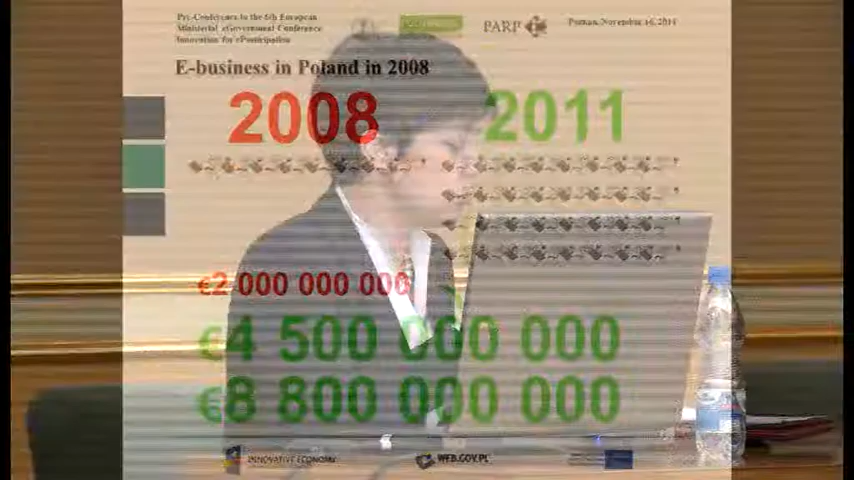 Pre-Conference to the 6th European
Ministerial eGovernment Conference
Innovation for eParticipation
PARP
Poznan, November 16, 2011
E-business in Poland in 2008
2008 2011
€2 000 000 000
€4 500 000 000
€8 800 000 000
INNOVATIVE ECONOMY
WEB.GOV.PL